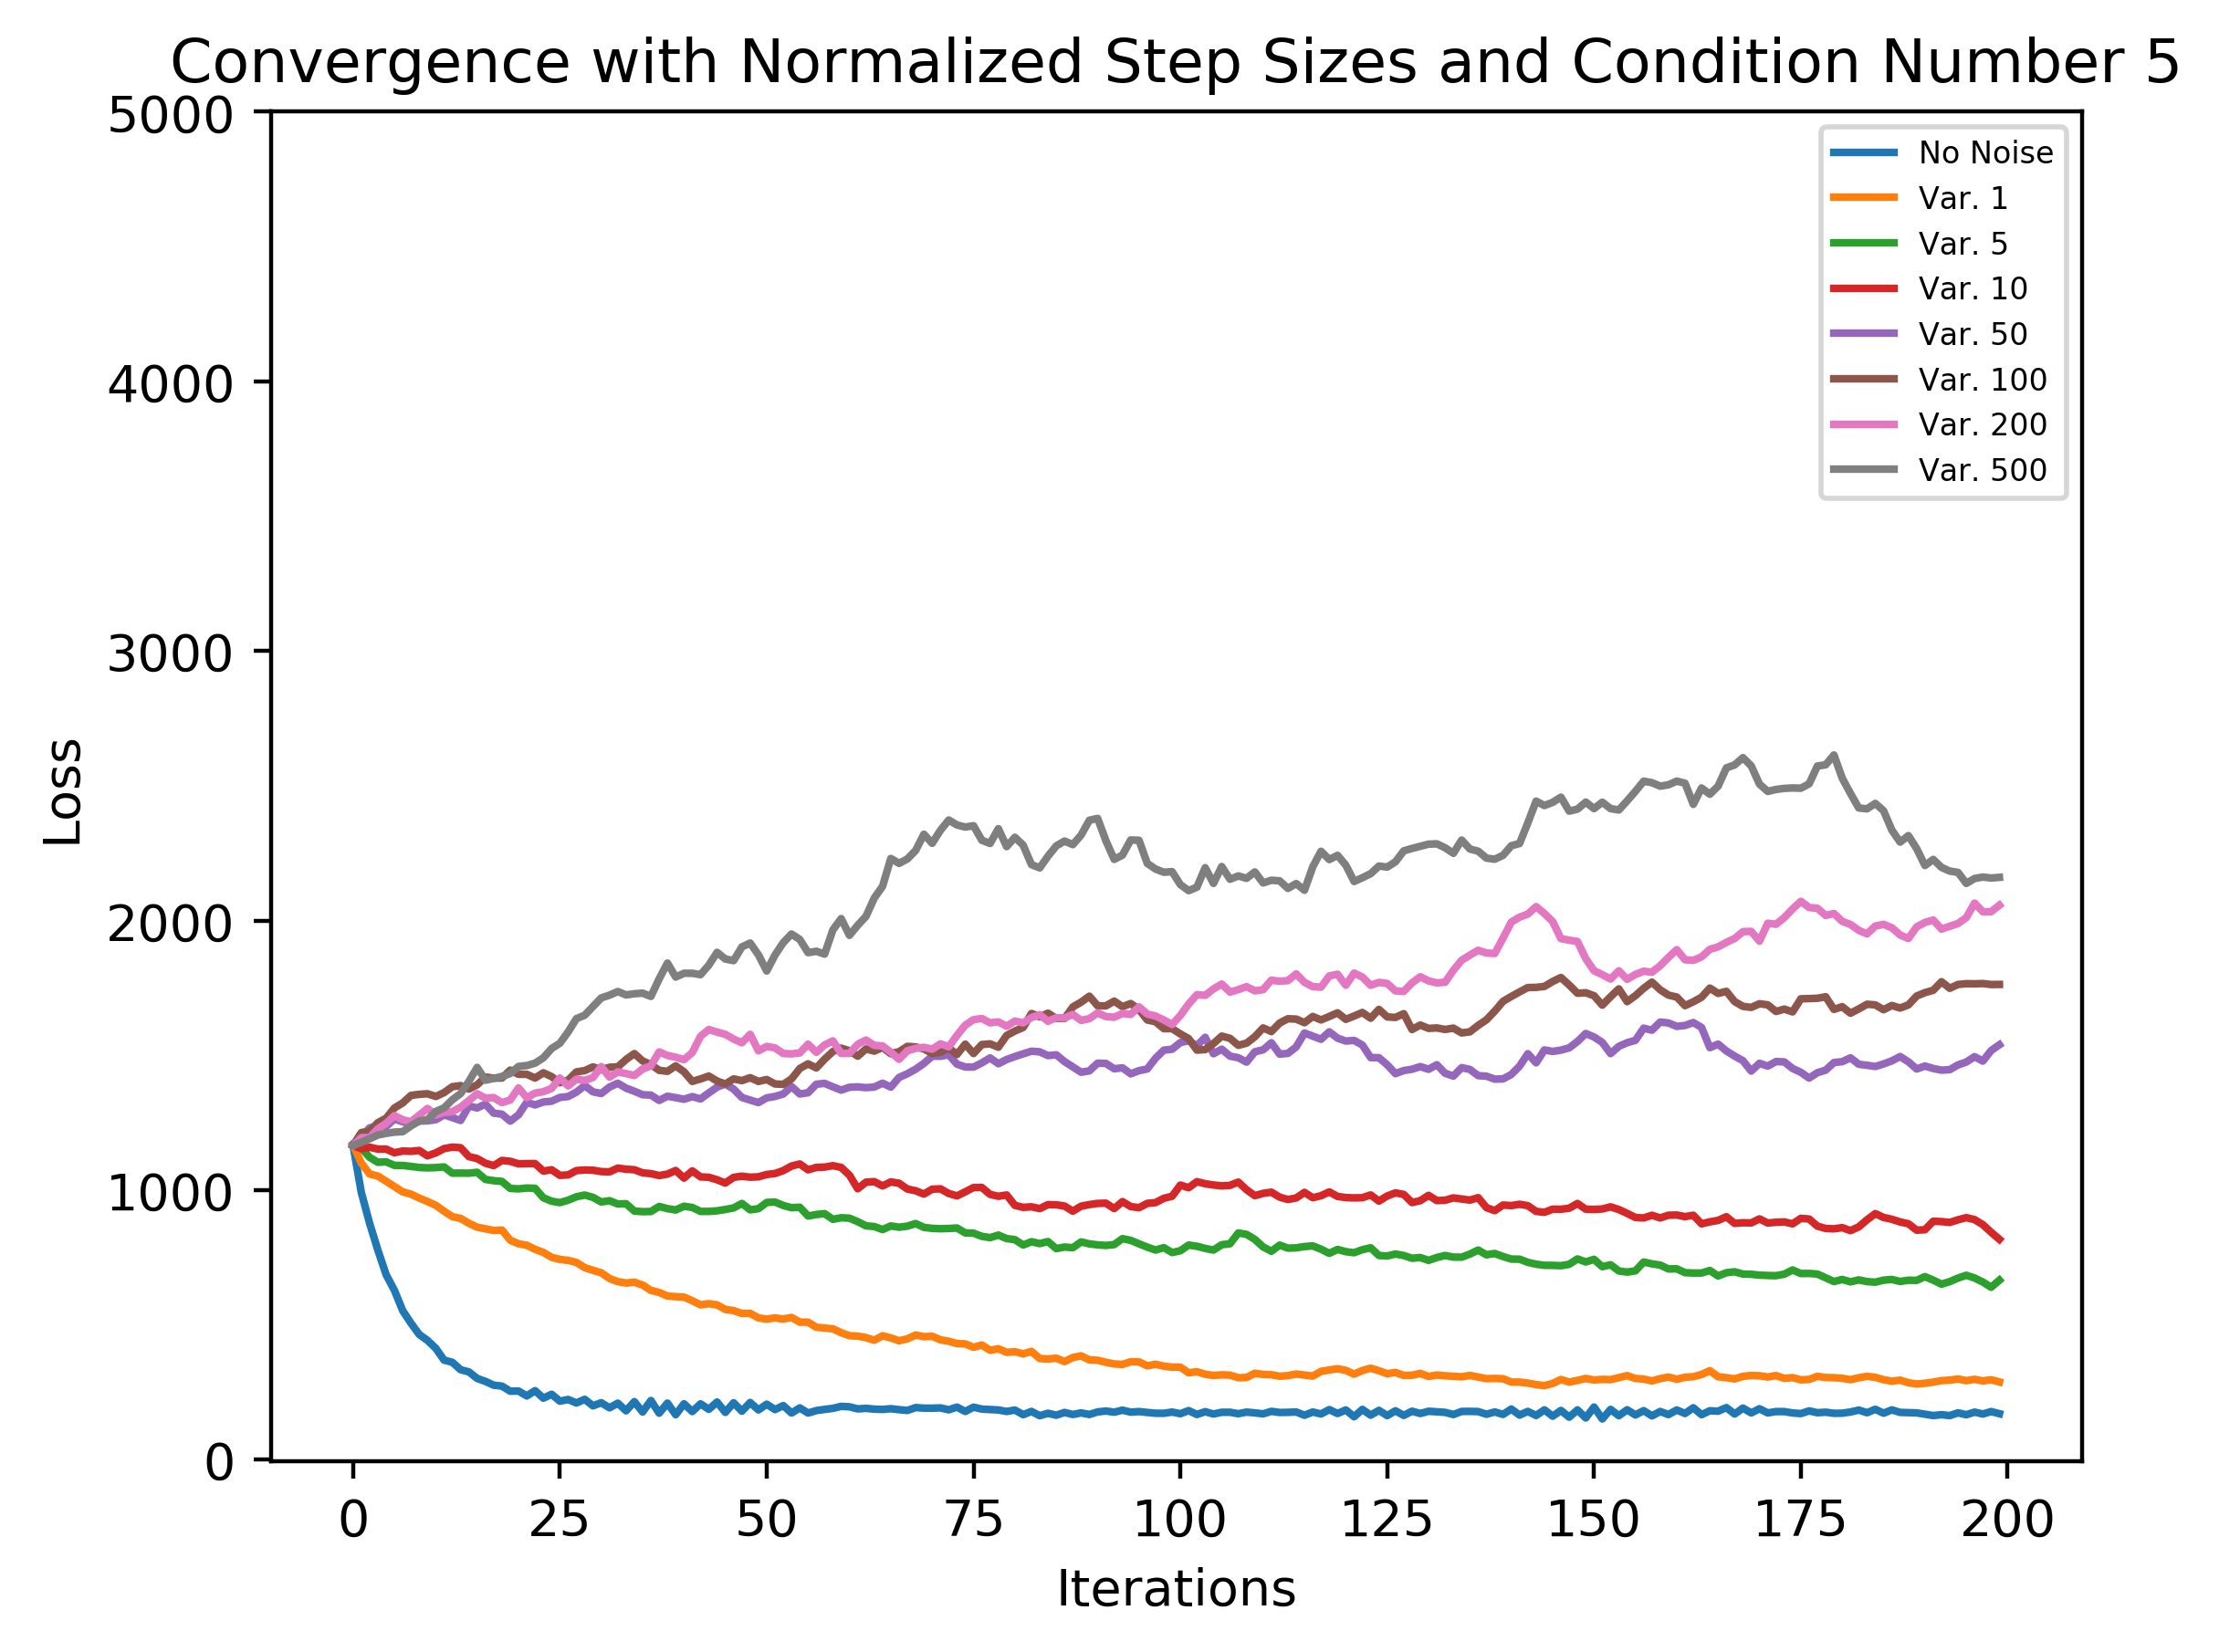 Convergence with Normalized Step Sizes and Condition Number 5
5000
4000
3000
2000
1000
0
Loss
No Noise
Var. 1
Var. 5
Var. 10
Var. 50
Var. 100
Var. 200
Var. 500
0 25 50 75 100 125 150 175 200
Iterations